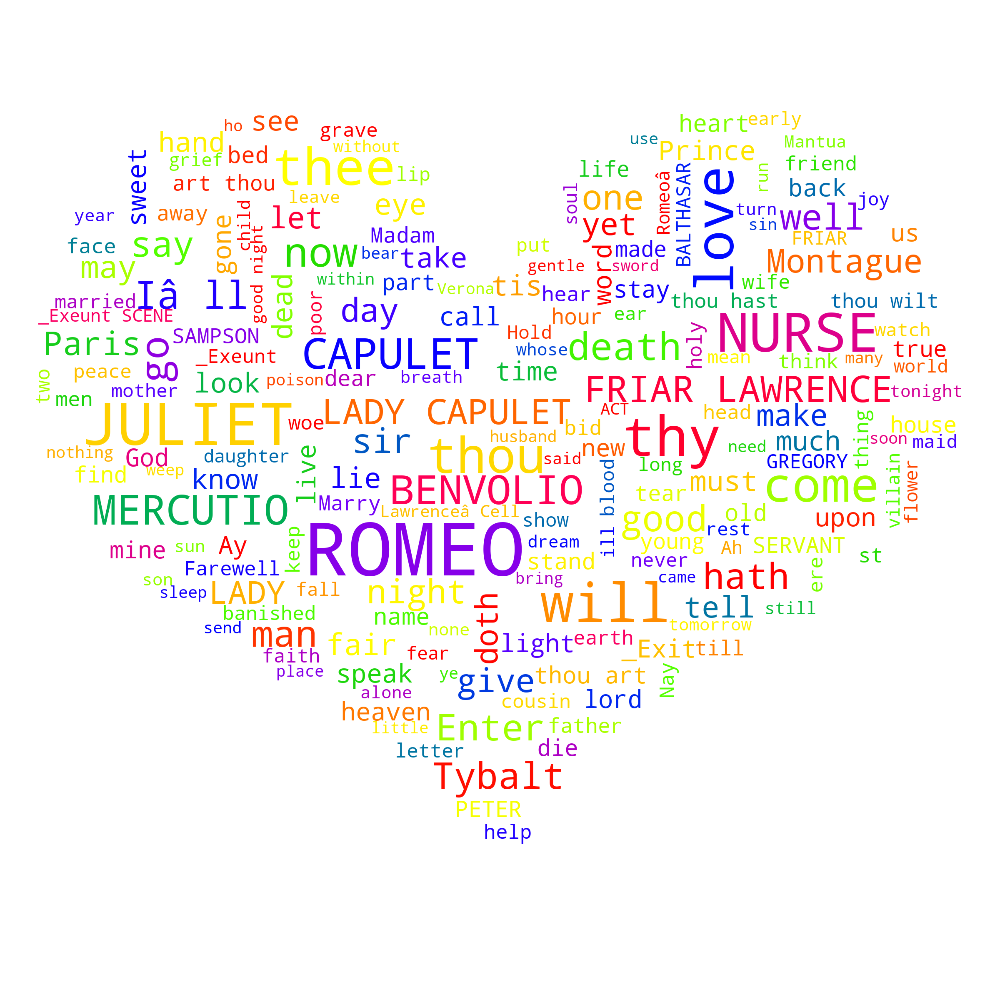 see
ho
grave
hand
without
thee
bed
grief
sweet
lip
art thou
leave
eye
year
away
let
child
gone
good night
Madam
face
say
now
bear
take
may
dead
within
part
Verona
Iâ ll
married
_Exeunt SCENE
poor
day
call
heart
early
use
Mantua
Prince
friend
life
run
Romeoâ
BALTHASAR
love
back
soul
one
joy
turn
well
yet
sin
us
FRIAR
put
word
made
Montague
gentle
sword
tis
hear
stay
wife
thou hast
thou wilt
hour
ear
Paris
go
SAMPSON
_Exeunt
CAPULET
Hold
whose
death
holy
NURSE
watch
mean
think
many
true
world
two
peace
mother
men
look
poison
dear
breath
time
FRIAR LAWRENCE
tonight
JULIET
woe
LADY CAPULET
ACT
head
make
thing
house
sir
husband
bid
thy
much
soon
maid
nothing
God
daughter
live
thou
said
new
need
long
GREGORY
find
weep
know
lie
BENVOLIO
ill blood
tear
must
come
villain
flower
MERCUTIO
Marry
Lawrenceâ Cell
show
good
old
upon
rest
mine
sun
Ay
keep
ROMEO
dream
young
Ah
SERVANT
st
Farewell
stand
never
son
bring
came
hath
ere
sleep
LADY
fall
night
will
tell
still
banished
name
doth
tomorrow
send
man
none
fair
light
earth
_Exit
till
faith
fear
place
speak
ye
give
thou art
Nay
alone
cousin
lord
heaven
little
Enter
father
letter
die
Tybalt
PETER
help